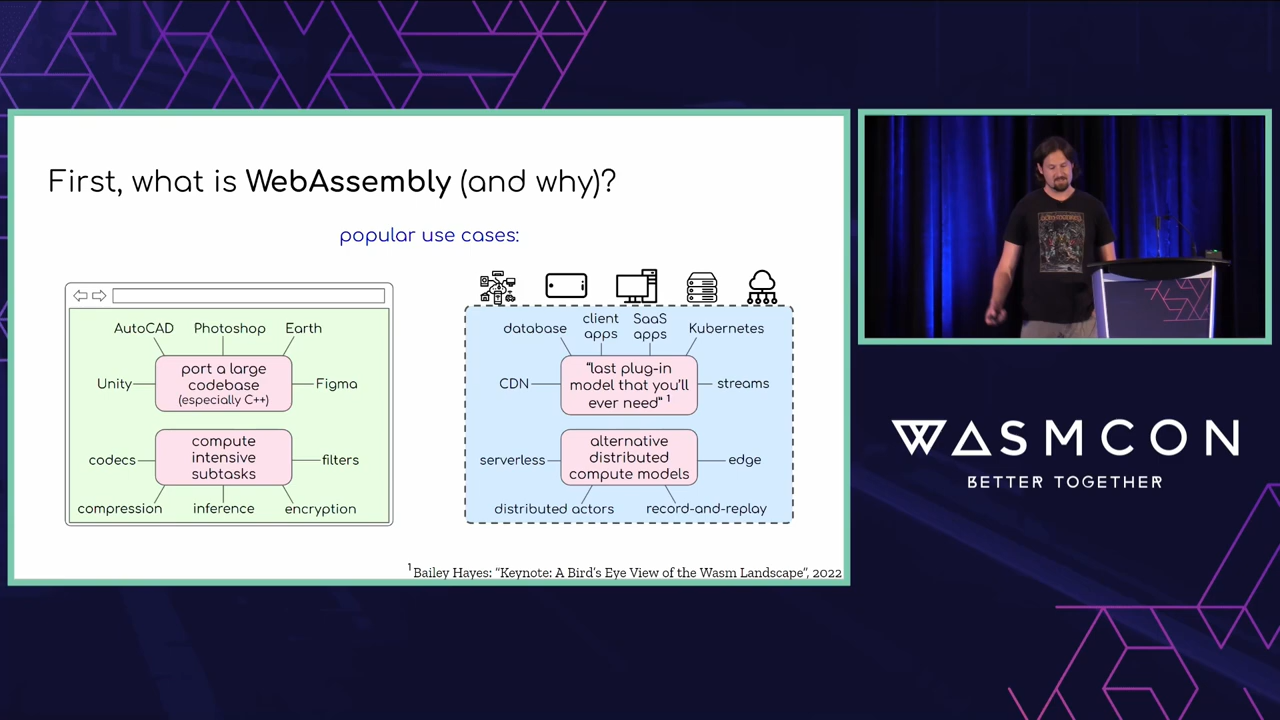 First, what is WebAssembly (and why)?
popular use cases:
AutoCAD
Photoshop
Earth
Unity
port a large
codebase
(especially C++)
Figma
codecs
compute
intensive
subtasks
filters
compression
inference
encryption
database
client
apps
SaaS
apps
Kubernetes
CDN
“last plug-in
model that you’ll
ever need” ¹
streams
serverless
alternative
distributed
compute models
edge
distributed actors
record-and-replay
¹ Bailey Hayes: “Keynote: A Bird’s Eye View of the Wasm Landscape”, 2022
WASMCON
BETTER TOGETHER